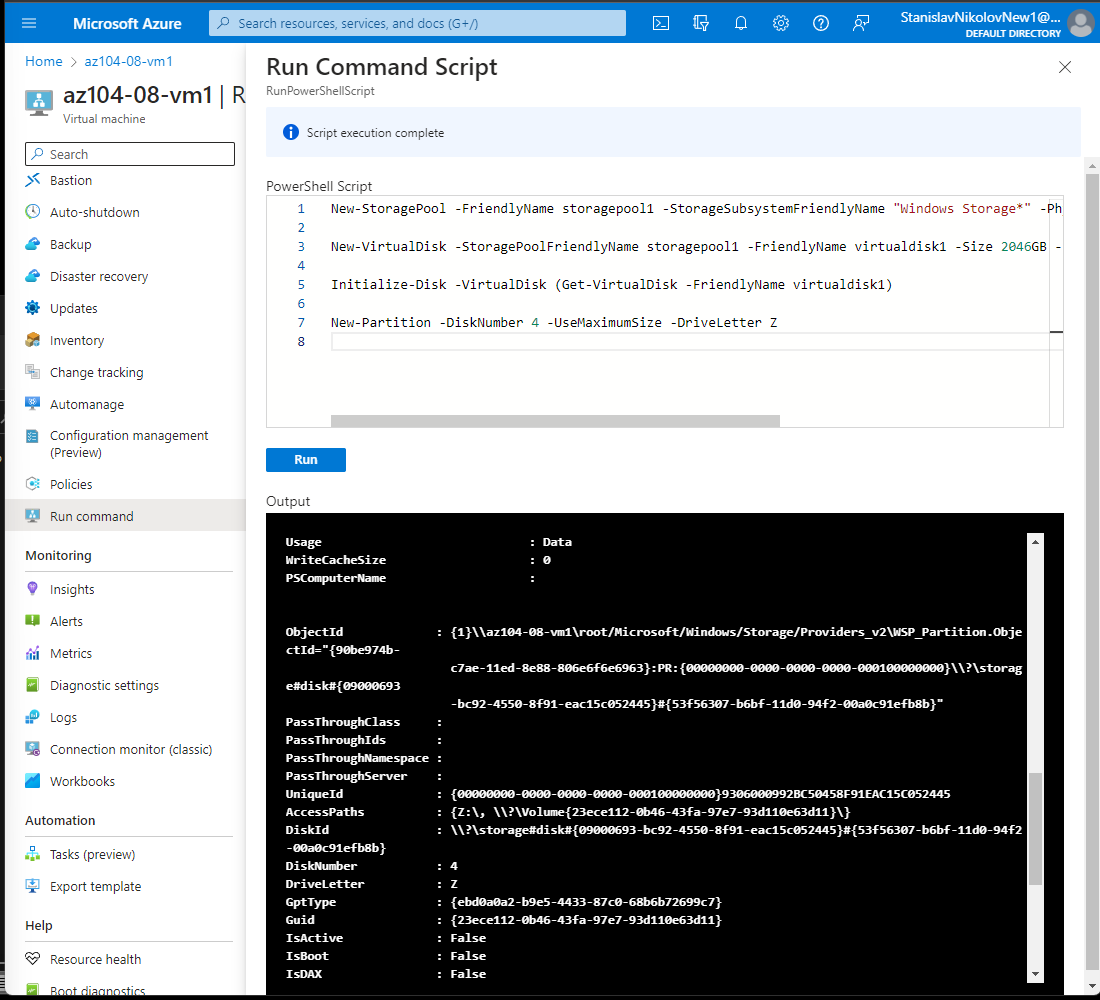 Microsoft Azure
Search resources, services, and docs (G+/)
StanislavNikolovNew1@...
DEFAULT DIRECTORY
Home > az104-08-vm1
az104-08-vm1 | R
Virtual machine
Search
Bastion
Auto-shutdown
Backup
Disaster recovery
Updates
Inventory
Change tracking
Automanage
Configuration management
(Preview)
Policies
Run command
Monitoring
Insights
Alerts
Metrics
Diagnostic settings
Logs
Connection monitor (classic)
Workbooks
Automation
Tasks (preview)
Export template
Help
Resource health
Boot diagnostics
Run Command Script
RunPowerShellScript
Script execution complete
PowerShell Script
1 New-StoragePool -FriendlyName storagepool1 -StorageSubsystemFriendlyName "Windows Storage*" -Ph
2
3 New-VirtualDisk -StoragePoolFriendlyName storagepool1 -FriendlyName virtualdisk1 -Size 2046GB -
4
5 Initialize-Disk -VirtualDisk (Get-VirtualDisk -FriendlyName virtualdisk1)
6
7 New-Partition -DiskNumber 4 -UseMaximumSize -DriveLetter Z
8
Run
Output
Usage : Data
WriteCacheSize : 0
PSComputerName :
ObjectId : {1}\\az104-08-vm1\root/Microsoft/Windows/Storage/Providers_v2\WSP_Partition.Obje
ctId="{90be974b-
c7ae-11ed-8e88-806e6f6e6963}:PR:{00000000-0000-0000-0000-000100000000}\\?\storag
e#disk#{09000693
-bc92-4550-8f91-eac15c052445}#{53f56307-b6bf-11d0-94f2-00a0c91efb8b}"
PassThroughClass :
PassThroughIds :
PassThroughNamespace :
PassThroughServer :
UniqueId : {00000000-0000-0000-0000-000100000000}9306000992BC50458F91EAC15C052445
AccessPaths : {Z:\, \\?\Volume{23ece112-0b46-43fa-97e7-93d110e63d11}\}
DiskId : \\?\storage#disk#{09000693-bc92-4550-8f91-eac15c052445}#{53f56307-b6bf-11d0-94f2
-00a0c91efb8b}
DiskNumber : 4
DriveLetter : Z
GptType : {ebd0a0a2-b9e5-4433-87c0-68b6b72699c7}
Guid : {23ece112-0b46-43fa-97e7-93d110e63d11}
IsActive : False
IsBoot : False
IsDAX : False